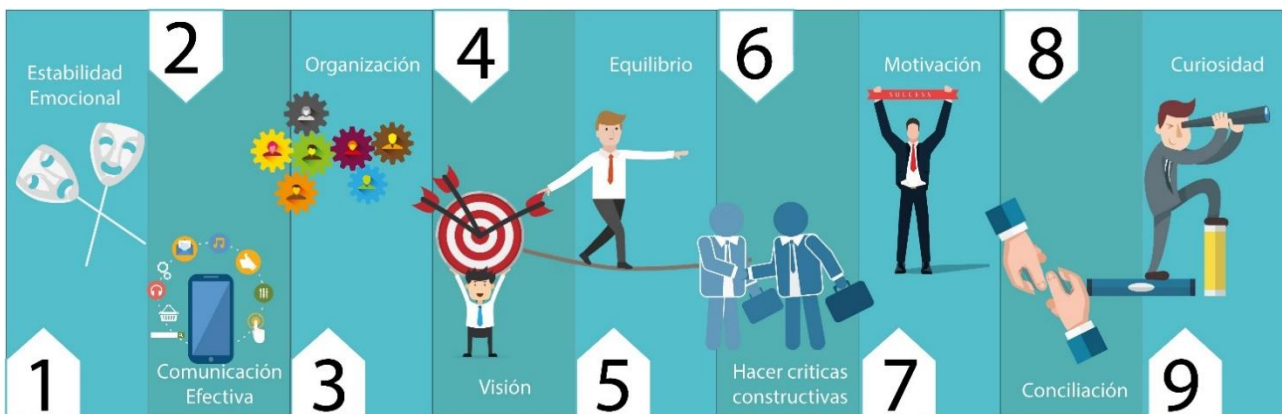 1
Estabilidad
Emocional
2
Comunicación
Efectiva
3
Organización
4
Visión
5
Equilibrio
6
Hacer criticas
constructivas
7
Motivación
SUCCESS
8
Conciliación
9
Curiosidad